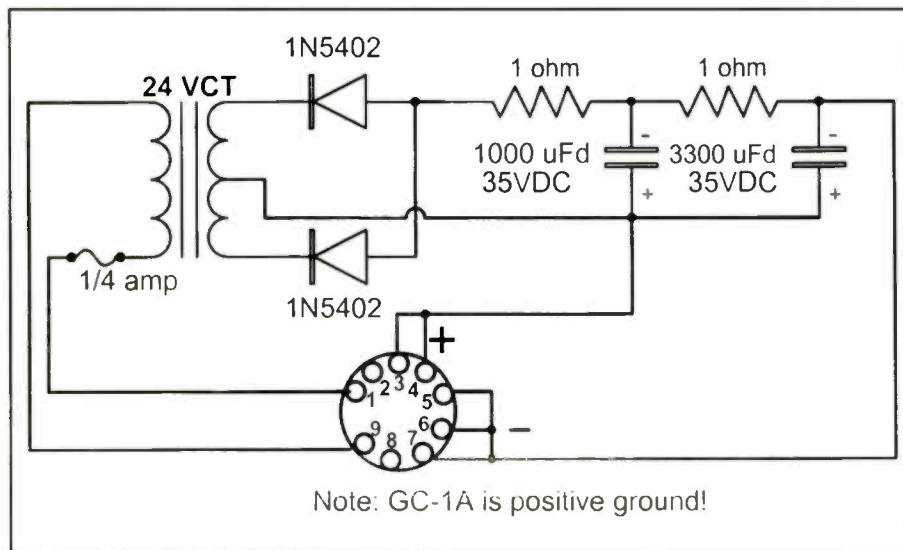 1N5402
24 VCT
1 ohm
1 ohm
1000 uFd
35VDC
-
+
3300 uFd
35VDC
-
+
1/4 amp
1N5402
+
1
2
3
4
5
6
7
8
9
-
Note: GC-1A is positive ground!